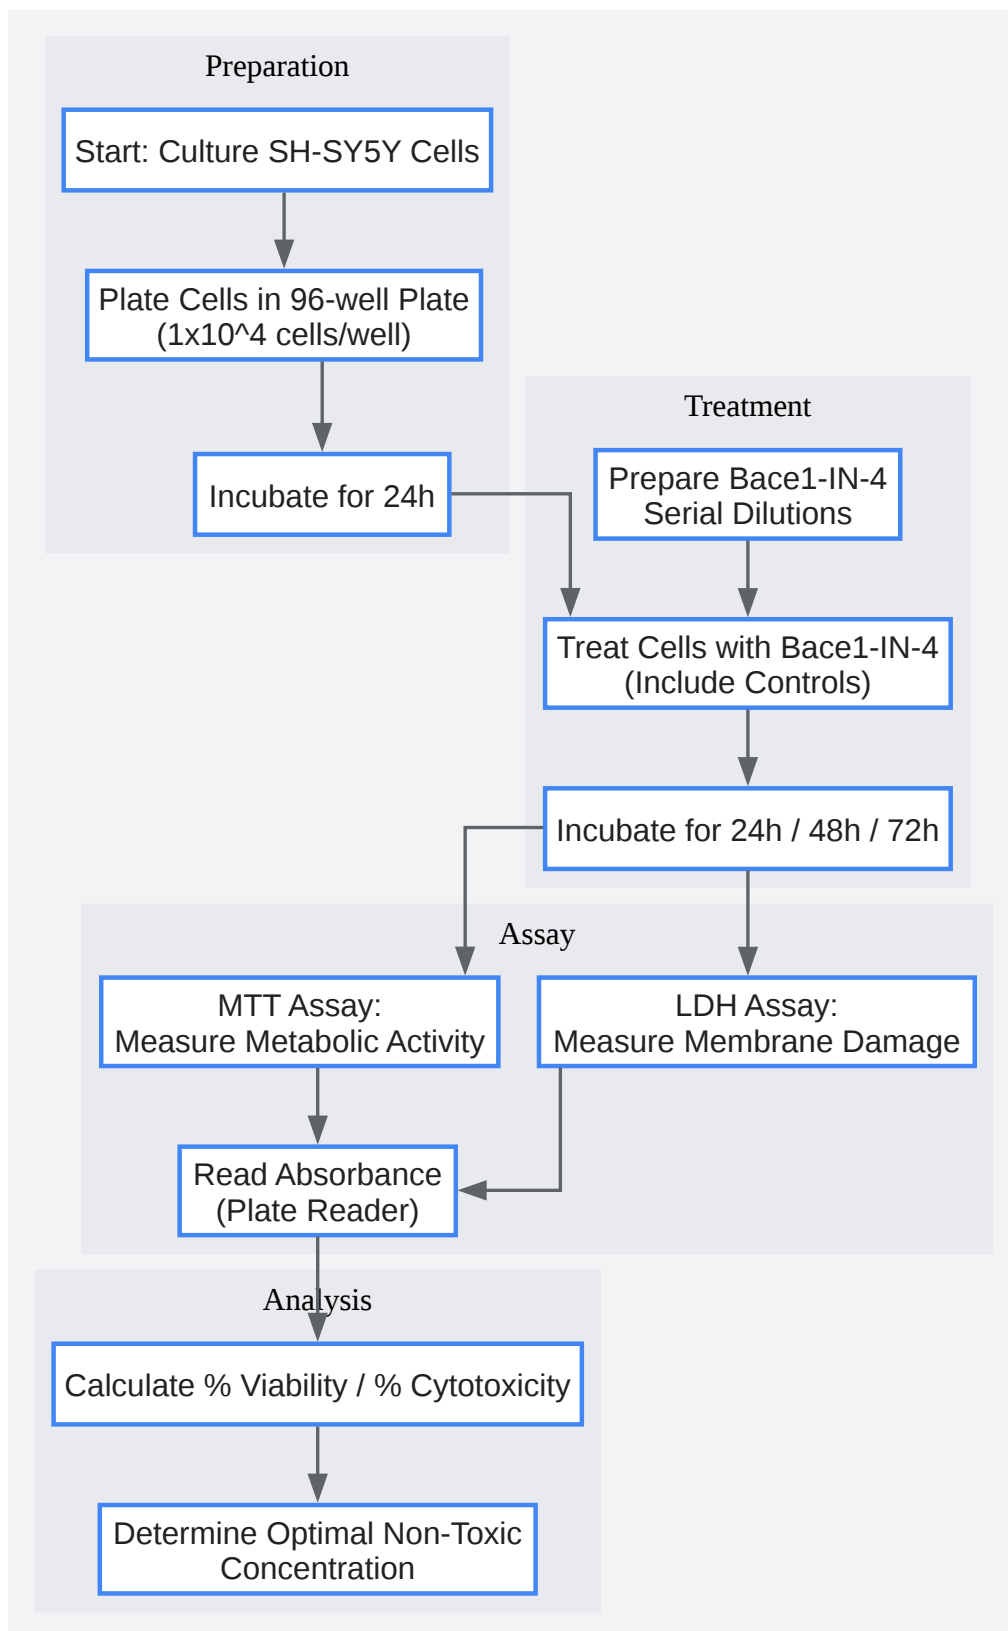 Preparation
Start: Culture SH-SY5Y Cells
Plate Cells in 96-well Plate
(1x10^4 cells/well)
Incubate for 24h
Treatment
Prepare Bace1-IN-4
Serial Dilutions
Treat Cells with Bace1-IN-4
(Include Controls)
Incubate for 24h / 48h / 72h
Assay
MTT Assay:
Measure Metabolic Activity
LDH Assay:
Measure Membrane Damage
Read Absorbance
(Plate Reader)
Analysis
Calculate % Viability / % Cytotoxicity
Determine Optimal Non-Toxic
Concentration